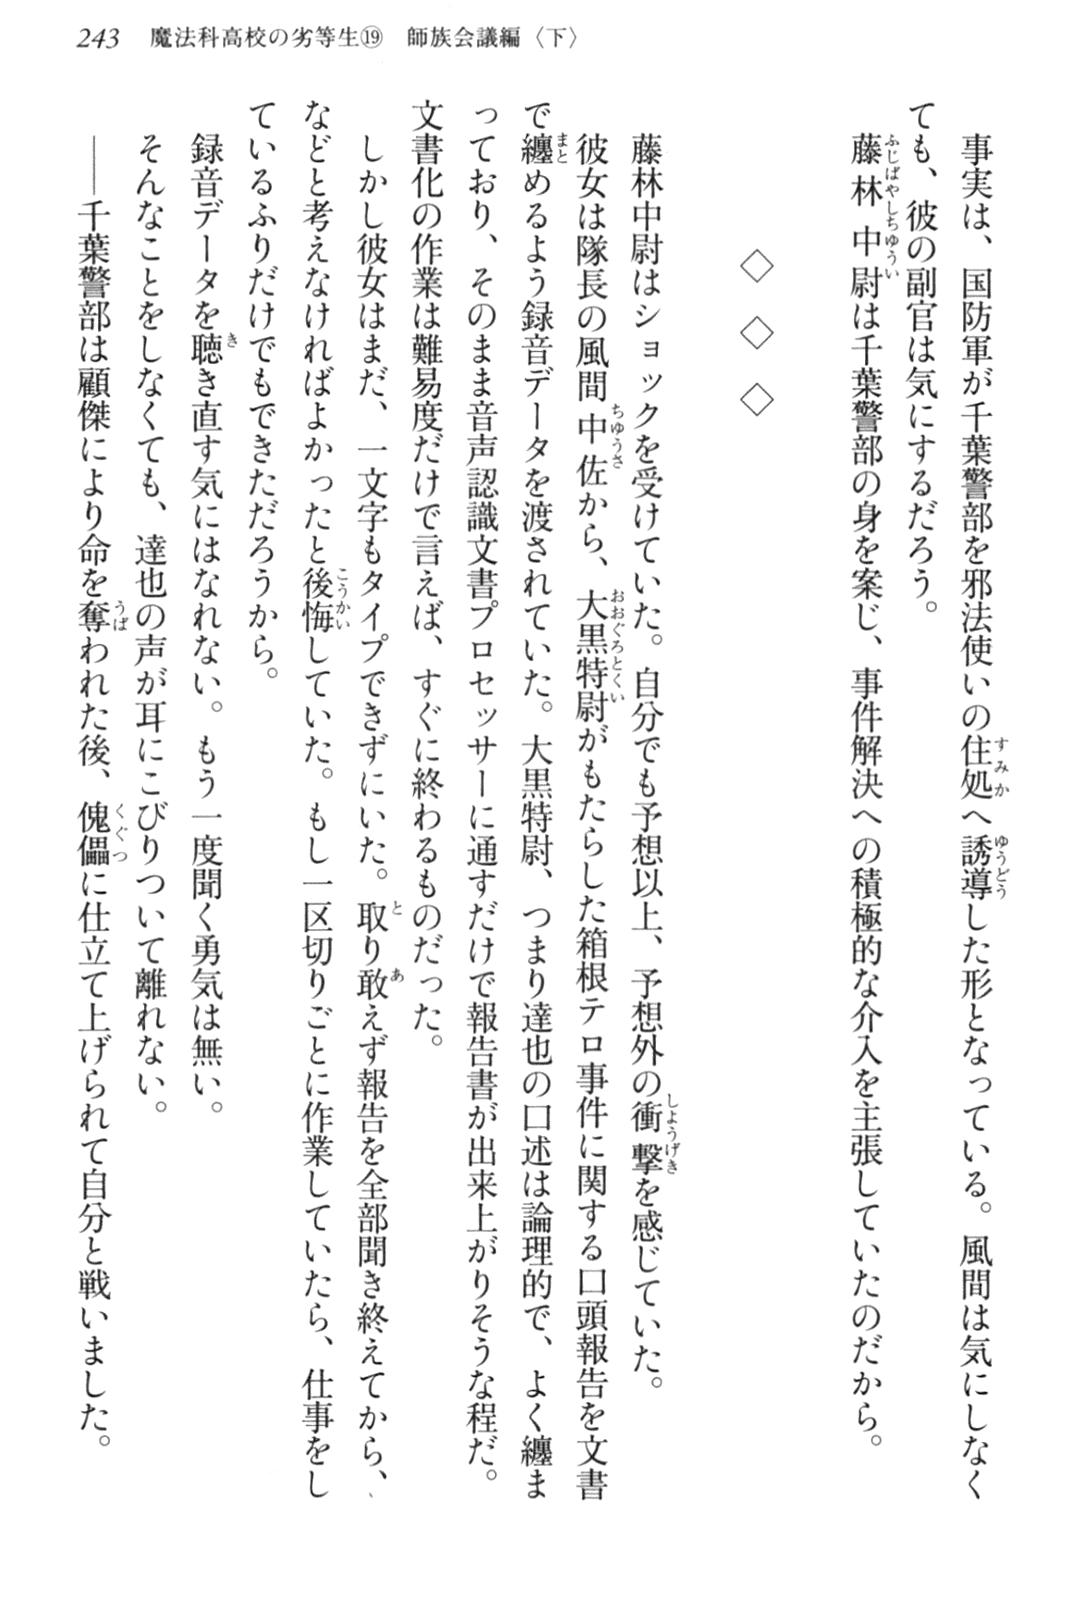 243 魔法科高校の劣等生⑲ 師族会議編〈下〉
事実は、国防軍が千葉警部を邪法使いの住処へ誘導した形となっている。風間は気にしなく
ても、彼の副官は気にするだろう。
藤林中尉は千葉警部の身を案じ、事件解決への積極的な介入を主張していたのだから。
◇ ◇ ◇
藤林中尉はショックを受けていた。自分でも予想以上、予想外の衝撃を感じていた。
彼女は隊長の風間中佐から、大黒特尉がもたらした箱根テロ事件に関する口頭報告を文書
で纏めるよう録音データを渡されていた。大黒特尉、つまり達也の口述は論理的で、よく纏ま
っており、そのまま音声認識文書プロセッサーに通すだけで報告書が出来上がりそうな程だ。
文書化の作業は難易度だけで言えば、すぐに終わるものだった。
しかし彼女はまだ、一文字もタイプできずにいた。取り敢えず報告を全部聞き終えてから、
などと考えなければよかったと後悔していた。もし一区切りごとに作業していたら、仕事をし
ているふりだけでもできただろうから。
録音データを聴き直す気にはなれない。もう一度聞く勇気は無い。
そんなことをしなくても、達也の声が耳にこびりついて離れない。
――千葉警部は顧傑により命を奪われた後、傀儡に仕立て上げられて自分と戦いました。